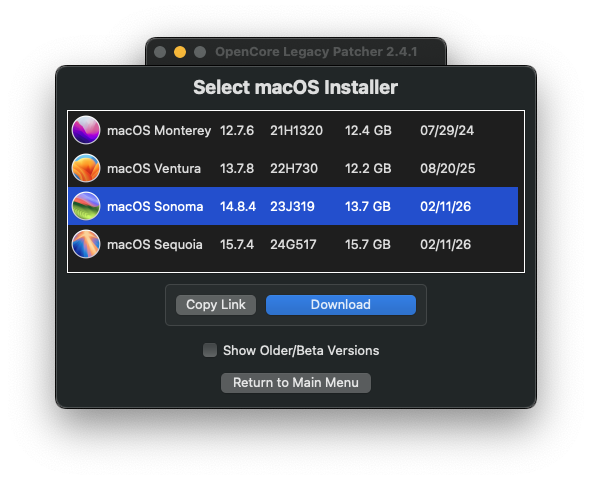 OpenCore Legacy Patcher 2.4.1
Select macOS Installer
macOS Monterey 12.7.6 21H1320 12.4 GB 07/29/24
macOS Ventura 13.7.8 22H730 12.2 GB 08/20/25
macOS Sonoma 14.8.4 23J319 13.7 GB 02/11/26
macOS Sequoia 15.7.4 24G517 15.7 GB 02/11/26
Copy Link Download
Show Older/Beta Versions
Return to Main Menu